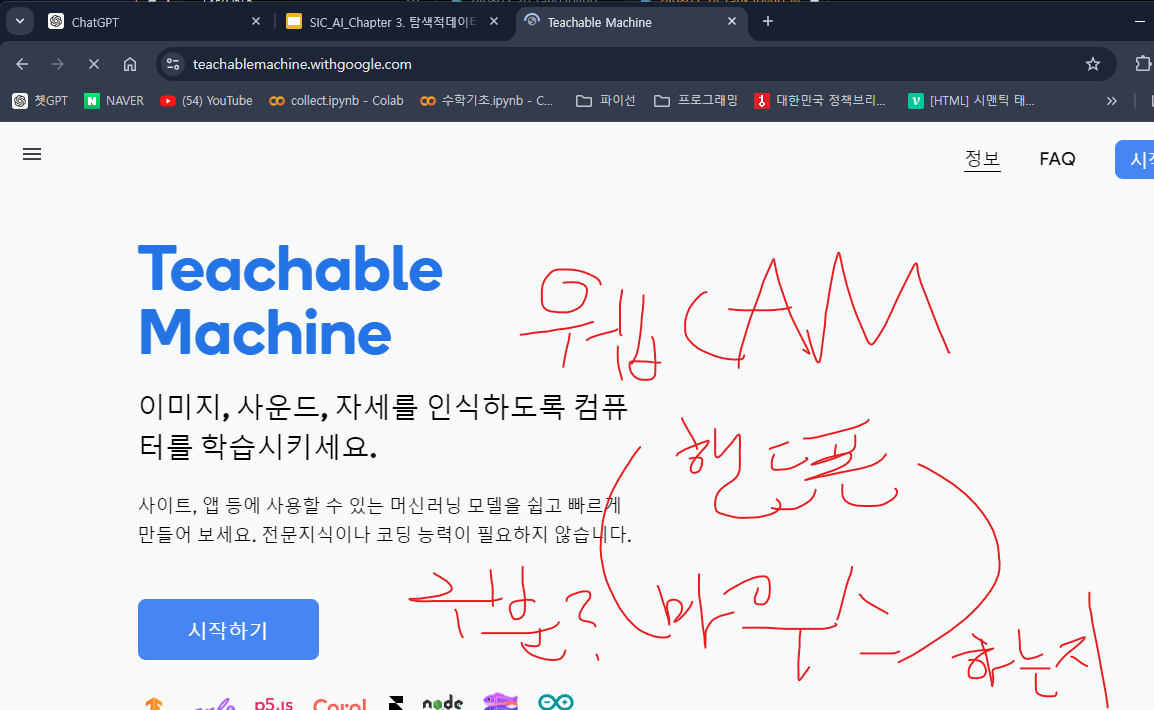 ChatGPT
SIC_AI_Chapter 3. 탐색적데이터
Teachable Machine
teachablemachine.withgoogle.com
챗GPT
NAVER
(54) YouTube
collect.ipynb - Colab
수학기초.ipynb - C...
파이선
프로그래밍
대한민국 정책브리...
[HTML] 시맨틱 태...
정보
FAQ
시작
Teachable
Machine
웹 CAM
이미지, 사운드, 자세를 인식하도록 컴퓨
터를 학습시키세요.
핸드폰
사이트, 앱 등에 사용할 수 있는 머신러닝 모델을 쉽고 빠르게
만들어 보세요. 전문지식이나 코딩 능력이 필요하지 않습니다.
구분? 마우스 하는지
시작하기
p5.js
Coral
node